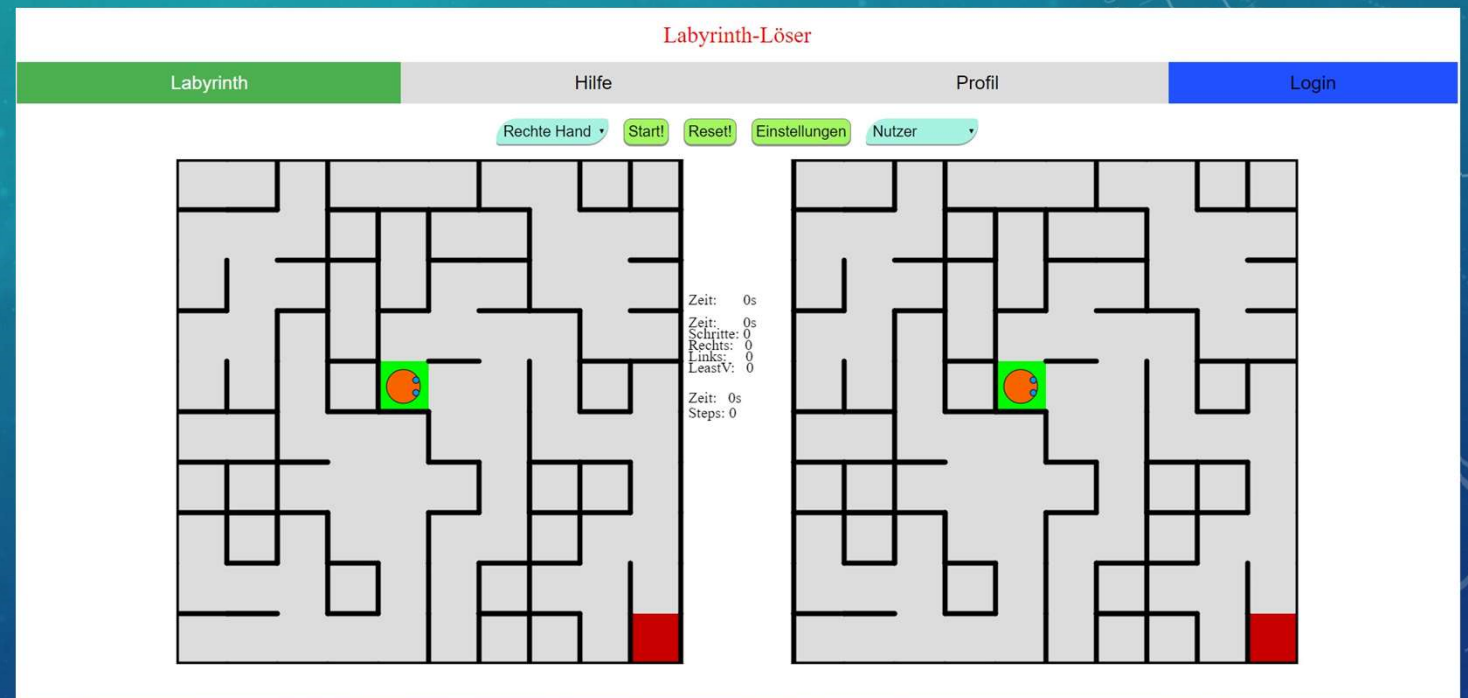 Labyrinth-Löser
Labyrinth Hilfe Profil Login
Rechte Hand Start! Reset! Einstellungen Nutzer
Zeit: 0s
Zeit: 0s
Schritte: 0
Rechts: 0
Links: 0
LeastV: 0
Zeit: 0s
Steps: 0